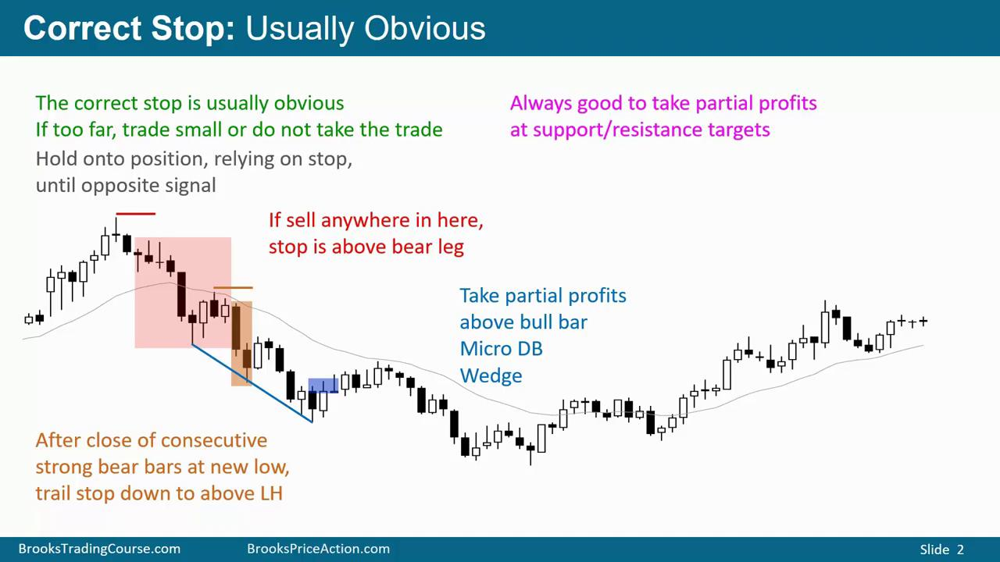 Correct Stop: Usually Obvious
The correct stop is usually obvious
If too far, trade small or do not take the trade
Hold onto position, relying on stop,
until opposite signal
Always good to take partial profits
at support/resistance targets
If sell anywhere in here,
stop is above bear leg
Take partial profits
above bull bar
Micro DB
Wedge
After close of consecutive
strong bear bars at new low,
trail stop down to above LH
BrooksTradingCourse.com
BrooksPriceAction.com
Slide 2